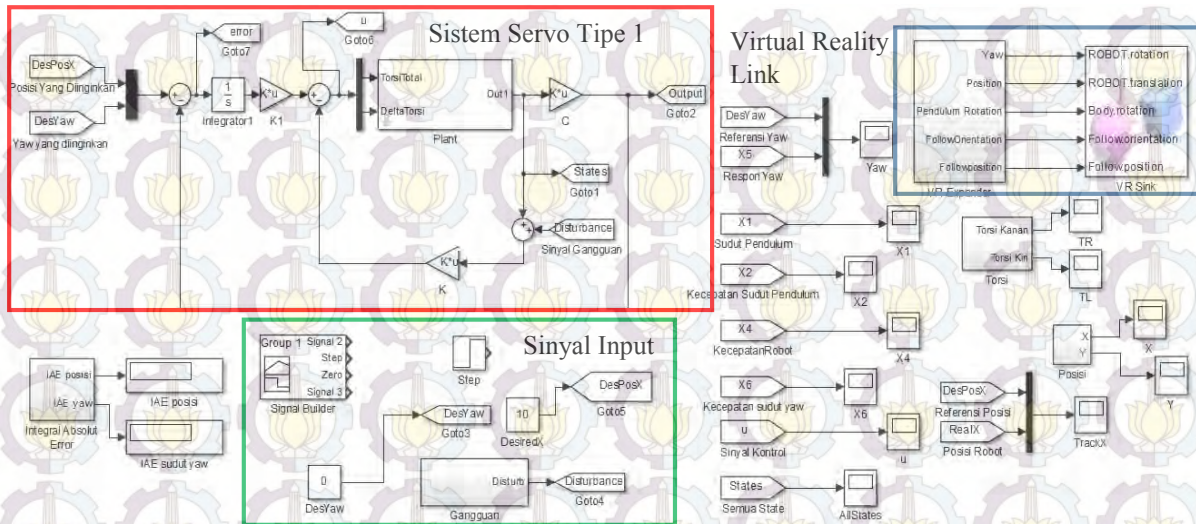 Sistem Servo Tipe 1
error
Goto7
u
Goto6
DesPosX
Posisi Yang Diinginkan
DesYaw
Yaw yang diinginkan
1
s
Integrator1
K*u
K1
TorsiTotal
DeltaTorsi
Out1
Plant
K*u
C
Output
Goto2
States
Goto1
Disturbance
Sinyal Gangguan
K*u
K
Virtual Reality
Link
DesYaw
Referensi Yaw
X5
Respon Yaw
Yaw
Yaw
Position
Pendulum Rotation
FollowOrientation
Followposition
VR Expander
ROBOT.rotation
ROBOT.translation
Body.rotation
Followorientation
Followposition
VR Sink
X1
Sudut Pendulum
X1
X2
Kecepatan Sudut Pendulum
X2
X4
KecepatanRobot
X4
X6
Kecepatan sudut yaw
X6
u
Sinyal Kontrol
u
States
Semua State
AllStates
Torsi Kanan
Torsi Kiri
Torsi
TR
TL
X
Y
Posisi
X
Y
DesPosX
Referensi Posisi
RealX
Posisi Robot
TrackX
IAE posisi
IAE yaw
Integral Absolut
Error
IAE posisi
IAE sudut yaw
Sinyal Input
Group 1
Signal 2
Step
Zero
Signal 3
Signal Builder
Step
DesYaw
Goto3
10
DesiredX
DesPosX
Goto5
0
DesYaw
Disturb
Gangguan
Disturbance
Goto4